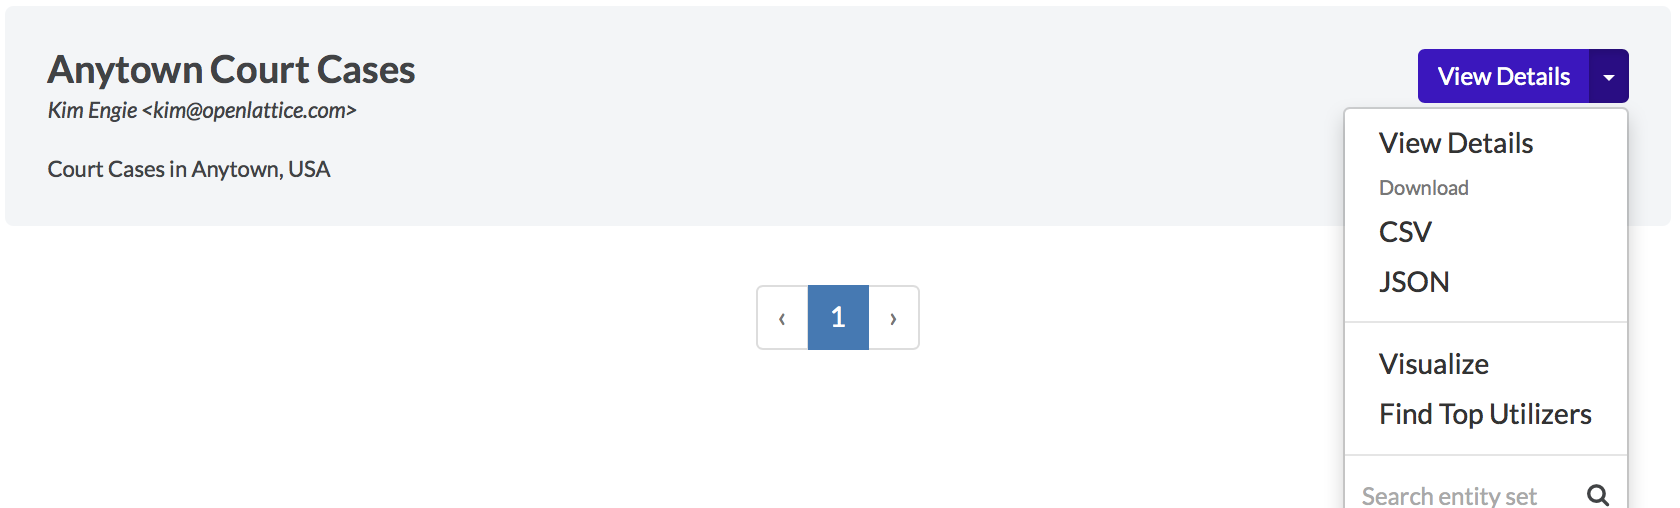 Anytown Court Cases
Kim Engie <kim@openlattice.com>
Court Cases in Anytown, USA
View Details
View Details
Download
CSV
JSON
Visualize
Find Top Utilizers
Search entity set
‹ 1 ›